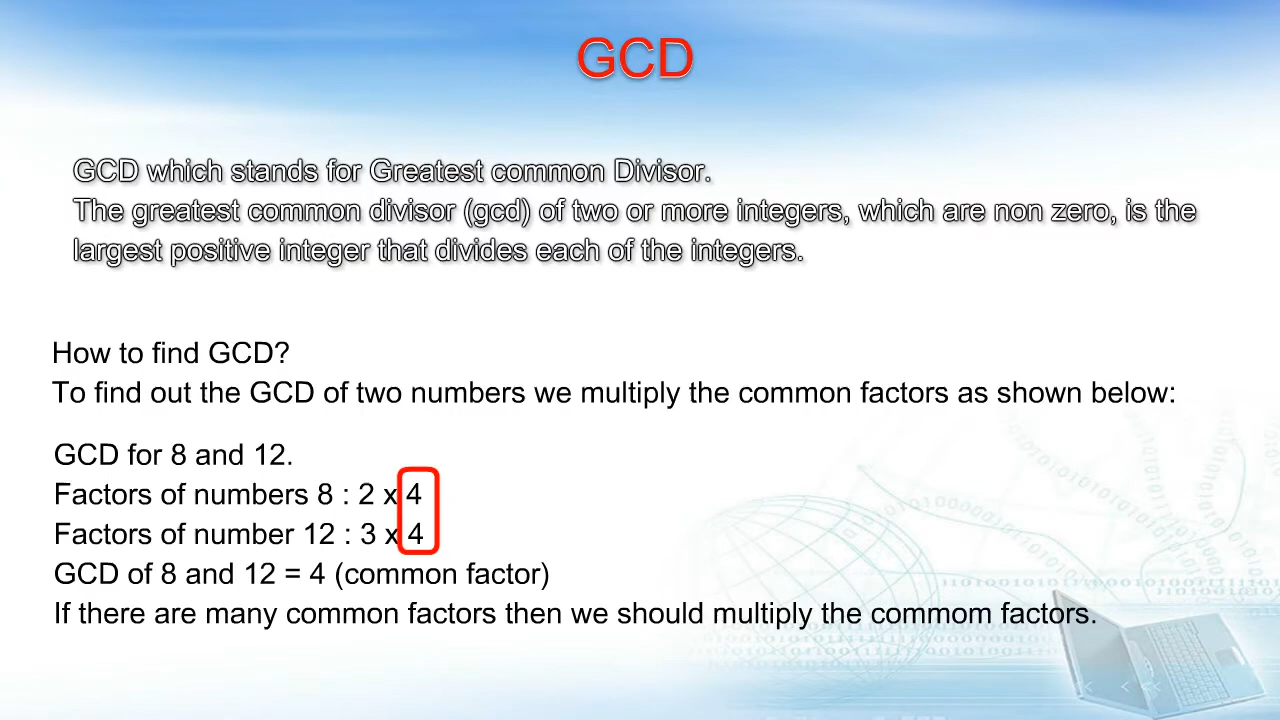 GCD
GCD which stands for Greatest common Divisor.
The greatest common divisor (gcd) of two or more integers, which are non zero, is the
largest positive integer that divides each of the integers.
How to find GCD?
To find out the GCD of two numbers we multiply the common factors as shown below:
GCD for 8 and 12.
Factors of numbers 8 : 2 x 4
Factors of number 12 : 3 x 4
GCD of 8 and 12 = 4 (common factor)
If there are many common factors then we should multiply the commom factors.